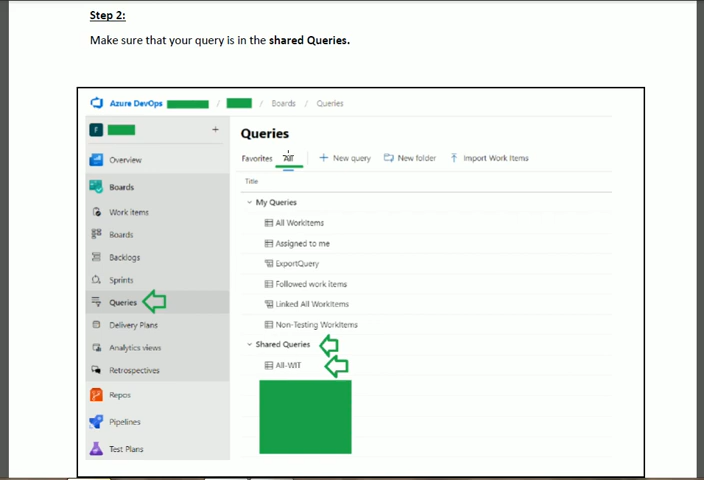 Step 2:
Make sure that your query is in the shared Queries.
Azure DevOps / / Boards / Queries
F +
Queries
Overview
Favorites All + New query New folder Import Work Items
Title
Boards
My Queries
Work items
All WorkItems
Boards
Assigned to me
Backlogs
ExportQuery
Sprints
Followed work items
Queries
Linked All WorkItems
Delivery Plans
Non-Testing WorkItems
Analytics views
Shared Queries
Retrospectives
All-WIT
Repos
Pipelines
Test Plans